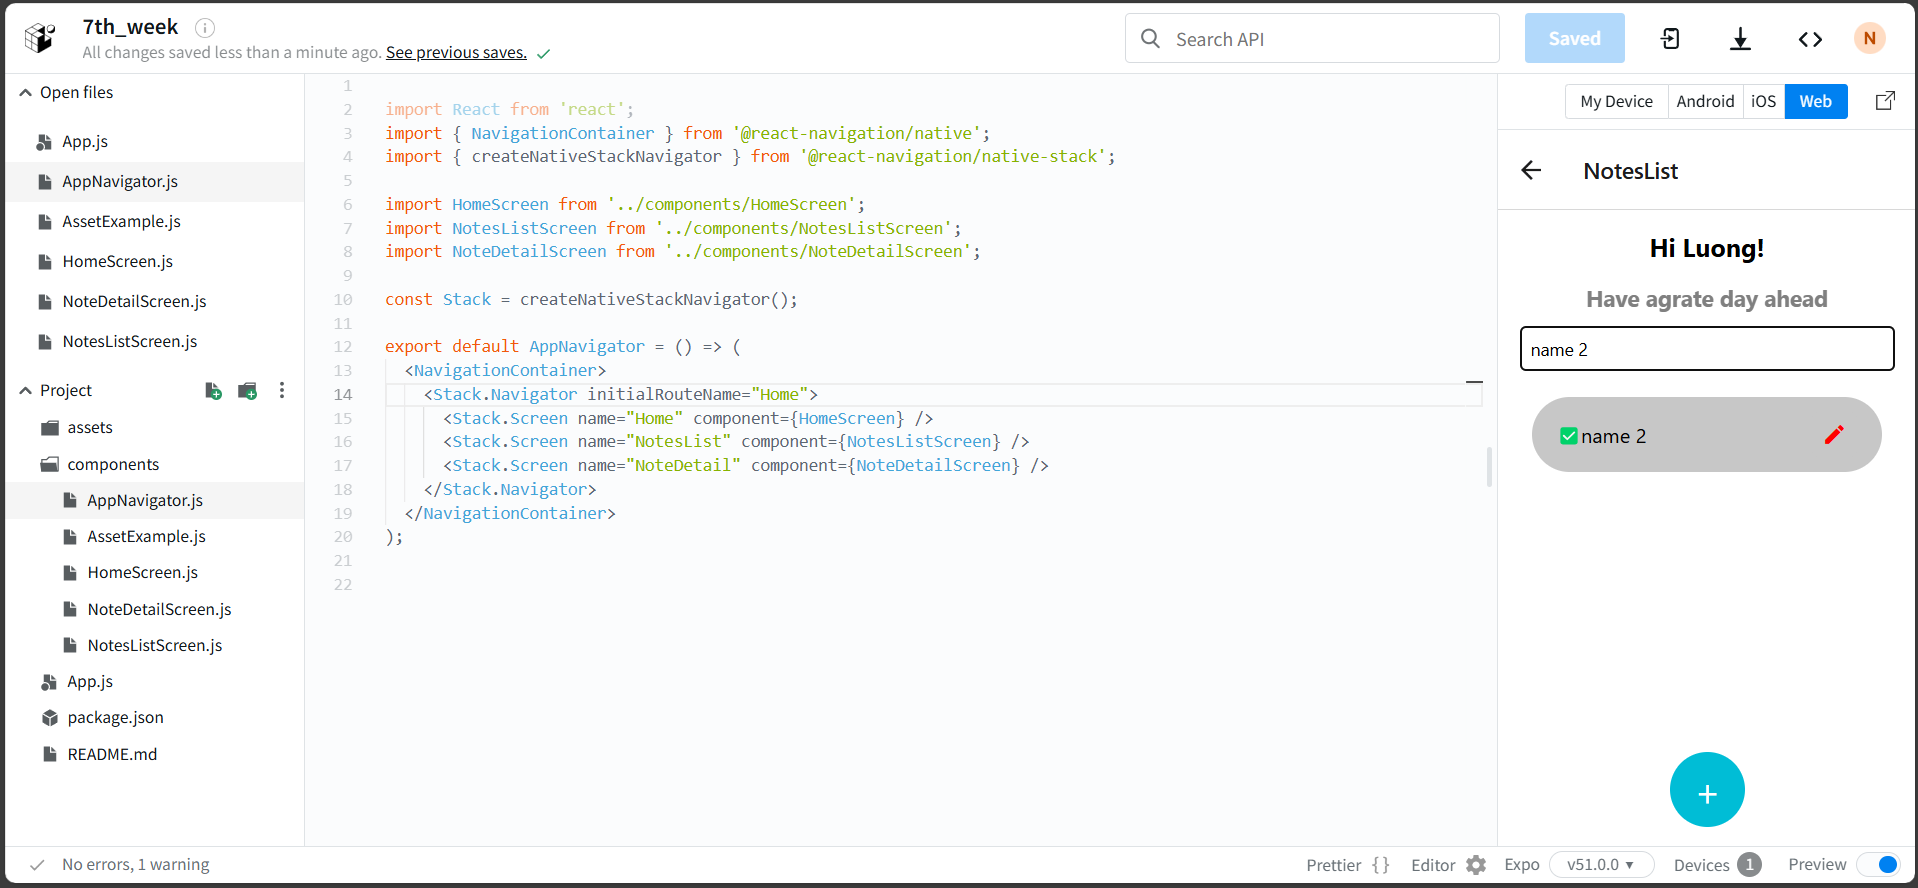 7th_week
All changes saved less than a minute ago. See previous saves.
Search API
Saved
N
Open files
App.js
AppNavigator.js
AssetExample.js
HomeScreen.js
NoteDetailScreen.js
NotesListScreen.js
Project
assets
components
AppNavigator.js
AssetExample.js
HomeScreen.js
NoteDetailScreen.js
NotesListScreen.js
App.js
package.json
README.md
1
2 import React from 'react';
3 import { NavigationContainer } from '@react-navigation/native';
4 import { createNativeStackNavigator } from '@react-navigation/native-stack';
5
6 import HomeScreen from '../components/HomeScreen';
7 import NotesListScreen from '../components/NotesListScreen';
8 import NoteDetailScreen from '../components/NoteDetailScreen';
9
10 const Stack = createNativeStackNavigator();
11
12 export default AppNavigator = () => (
13   <NavigationContainer>
14     <Stack.Navigator initialRouteName="Home">
15       <Stack.Screen name="Home" component={HomeScreen} />
16       <Stack.Screen name="NotesList" component={NotesListScreen} />
17       <Stack.Screen name="NoteDetail" component={NoteDetailScreen} />
18     </Stack.Navigator>
19   </NavigationContainer>
20 );
21
22
My Device Android iOS Web
NotesList
Hi Luong!
Have agrate day ahead
name 2
name 2
+
No errors, 1 warning
Prettier {} Editor Expo v51.0.0 Devices 1 Preview